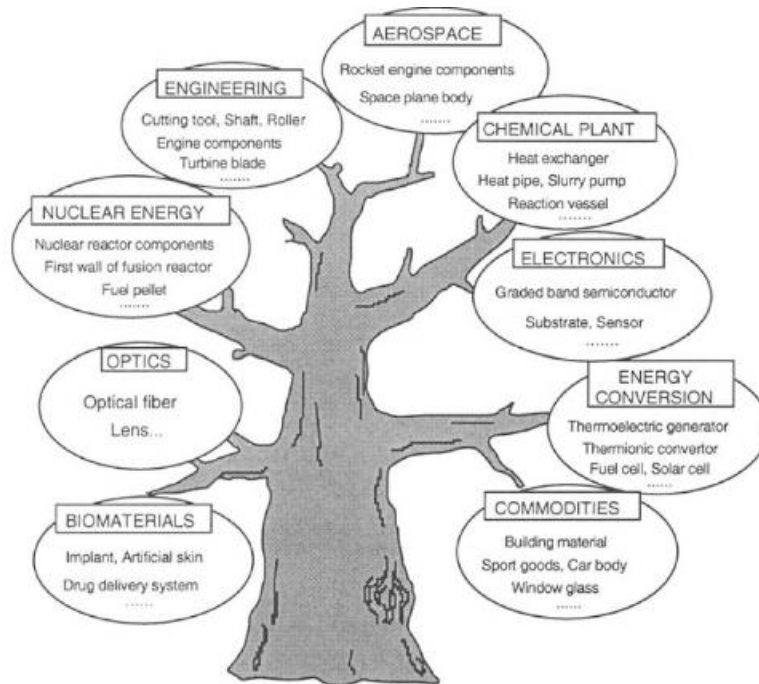 AEROSPACE
Rocket engine components
Space plane body
.......
ENGINEERING
Cutting tool, Shaft, Roller
Engine components
Turbine blade
.......
CHEMICAL PLANT
Heat exchanger
Heat pipe, Slurry pump
Reaction vessel
.......
NUCLEAR ENERGY
Nuclear reactor components
First wall of fusion reactor
Fuel pellet
.......
ELECTRONICS
Graded band semiconductor
Substrate, Sensor
.......
OPTICS
Optical fiber
Lens...
ENERGY
CONVERSION
Thermoelectric generator
Thermionic convertor
Fuel cell, Solar cell
......
BIOMATERIALS
Implant, Artificial skin
Drug delivery system
......
COMMODITIES
Building material
Sport goods, Car body
Window glass
......